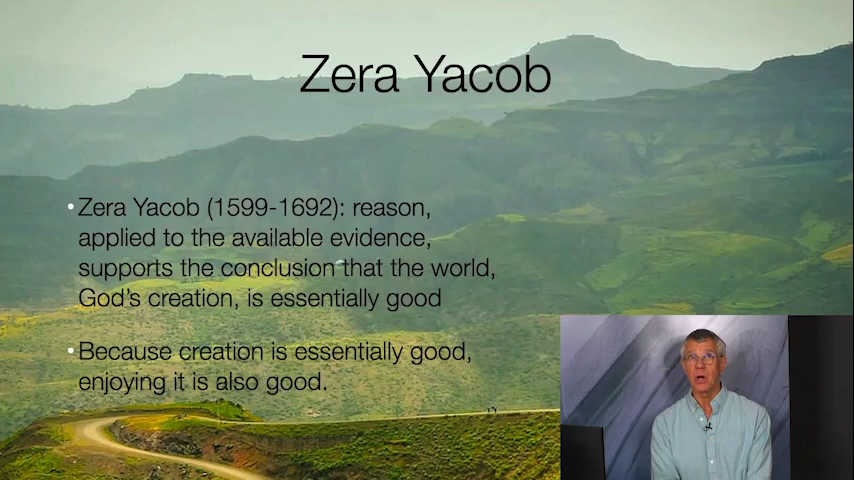 Zera Yacob
•Zera Yacob (1599-1692): reason,
applied to the available evidence,
supports the conclusion that the world,
God's creation, is essentially good
•Because creation is essentially good,
enjoying it is also good.